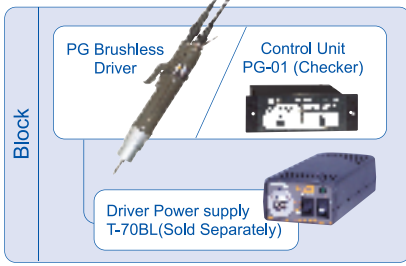 Block
PG Brushless
Driver
Control Unit
PG-01 (Checker)
Driver Power supply
T-70BL(Sold Separately)